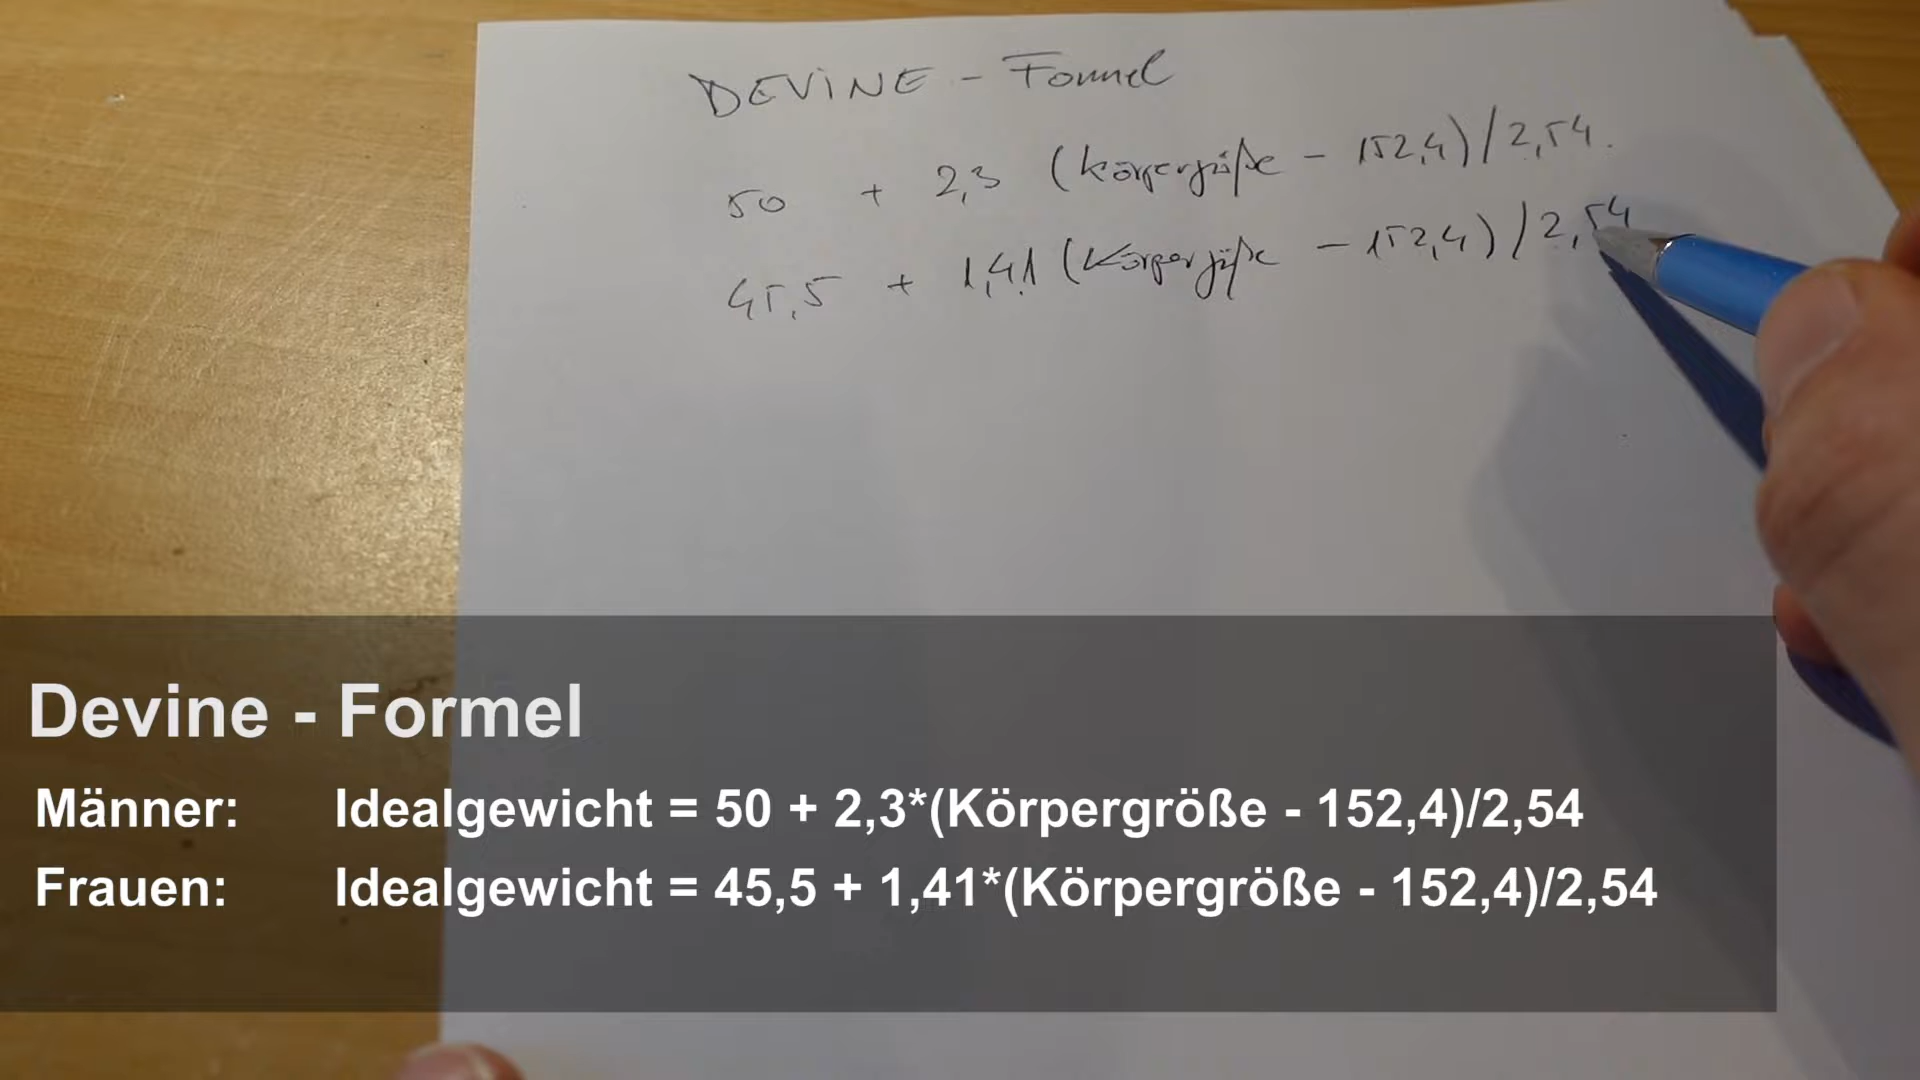 DEVINE - Formel
50 + 2,3 (Körpergröße - 152,4)/2,54.
45,5 + 1,41 (Körpergröße - 152,4)/2,54
Devine - Formel
Männer: Idealgewicht = 50 + 2,3*(Körpergröße - 152,4)/2,54
Frauen: Idealgewicht = 45,5 + 1,41*(Körpergröße - 152,4)/2,54